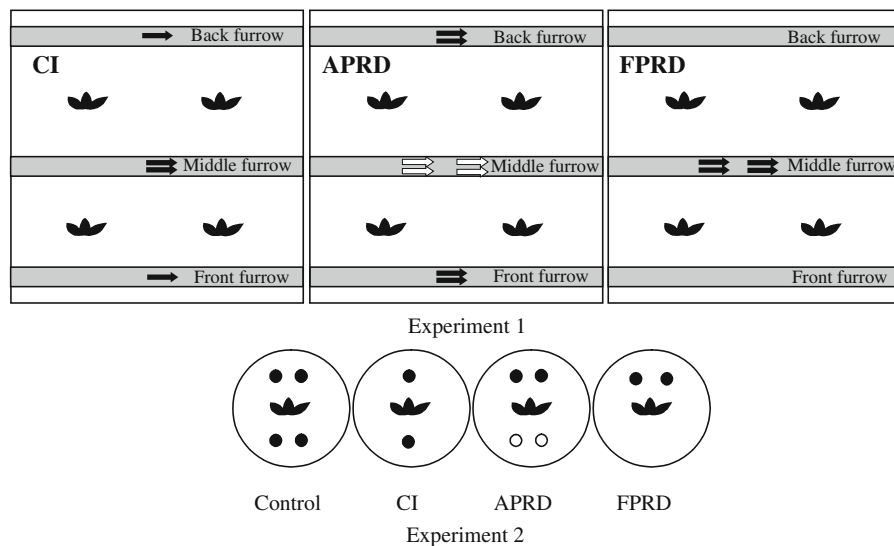 Back furrow Back furrow Back furrow
CI APRD FPRD
Middle furrow Middle furrow Middle furrow
Front furrow Front furrow Front furrow
Experiment 1
Control CI APRD FPRD
Experiment 2